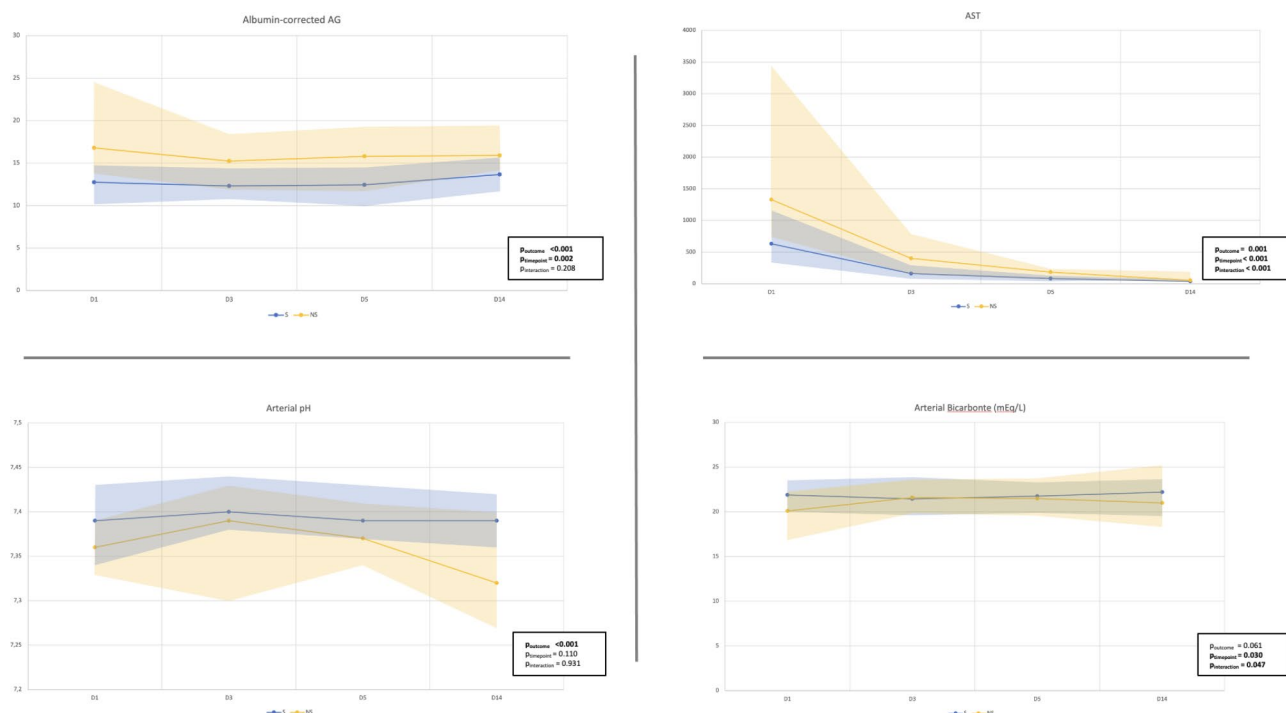 Albumin-corrected AG
30
25
20
15
10
5
0
D1 D3 D5 D14
S NS
poutcome <0.001
ptimepoint = 0.002
pinteraction = 0.208
AST
4000
3500
3000
2500
2000
1500
1000
500
0
D1 D3 D5 D14
S NS
poutcome = 0.001
ptimepoint < 0.001
pinteraction < 0.001
Arterial pH
7,5
7,45
7,4
7,35
7,3
7,25
7,2
D1 D3 D5 D14
S NS
poutcome <0.001
ptimepoint = 0.110
pinteraction = 0.931
Arterial Bicarbonte (mEq/L)
30
25
20
15
10
5
0
D1 D3 D5 D14
S NS
poutcome = 0.061
ptimepoint = 0.030
pinteraction = 0.047